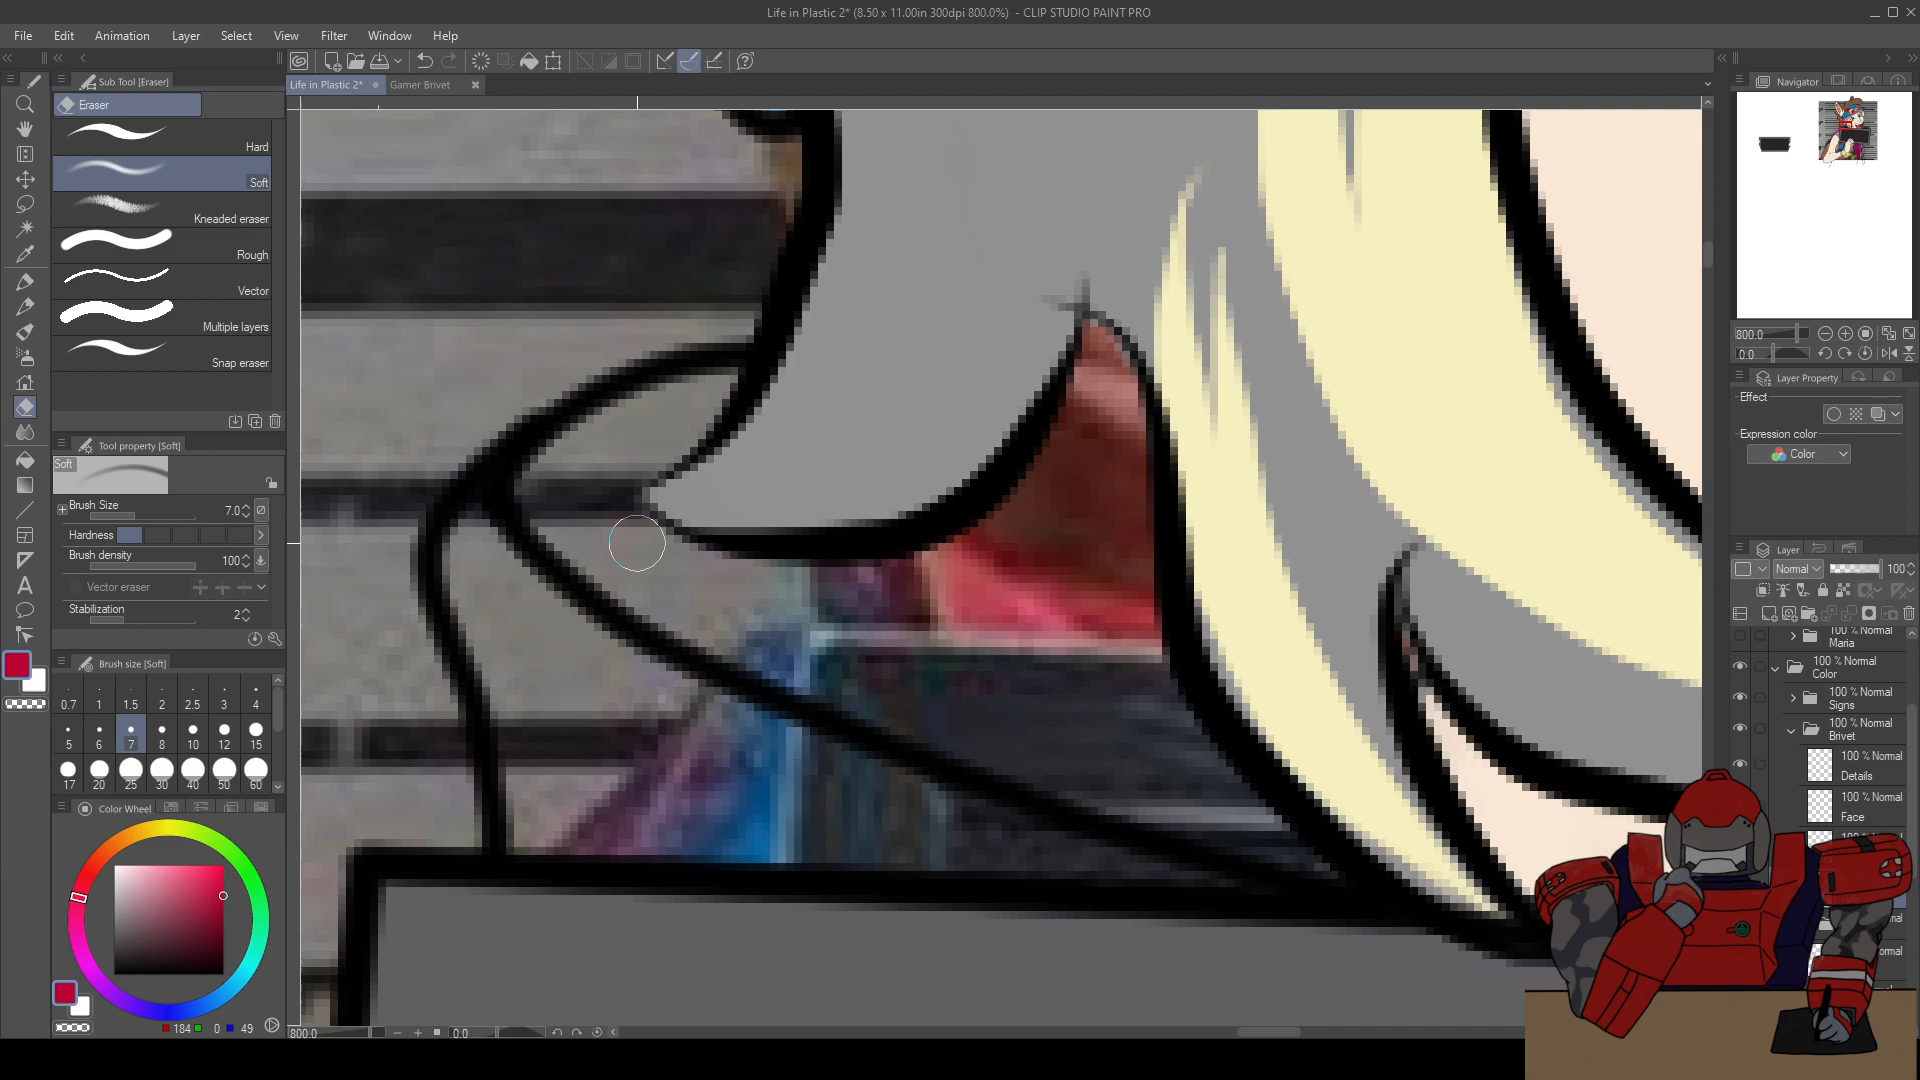 Life in Plastic 2* (8.50 x 11.00in 300dpi 800.0%) - CLIP STUDIO PAINT PRO
File Edit Animation Layer Select View Filter Window Help
Sub Tool [Eraser]
Life in Plastic 2* Gamer Brivet
Navigator
Eraser
Hard
Soft
Kneaded eraser
Rough
Vector
Multiple layers
Snap eraser
Tool property [Soft]
Soft
Brush Size 7.0
Hardness
Brush density 100
Vector eraser
Stabilization 2
Brush size [Soft]
0.7 1 1.5 2 2.5 3 4
5 6 7 8 10 12 15
17 20 25 30 40 50 60
Color Wheel
184 0 49
800.0 0.0
800.0
0.0
Layer Property
Effect
Expression color
Color
Layer
Normal 100
100 % Normal
Maria
100 % Normal
Color
100 % Normal
Signs
100 % Normal
Brivet
100 % Normal
Details
100 % Normal
Face